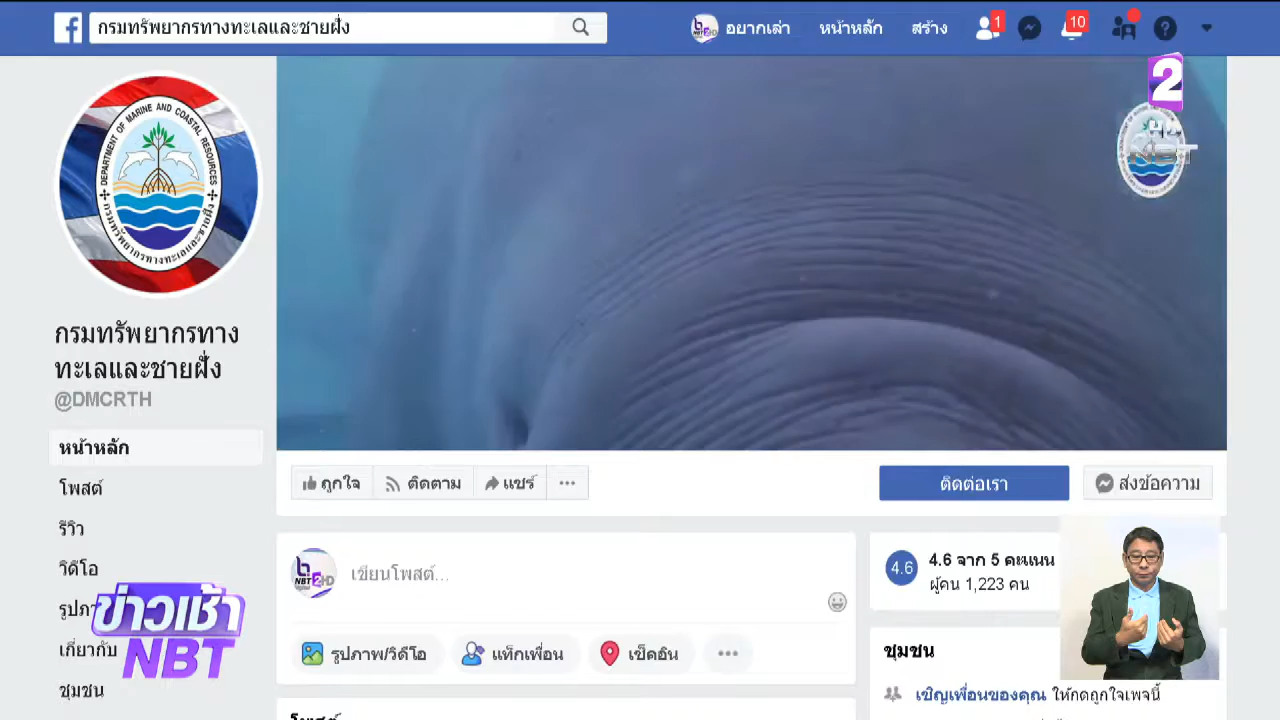 กรมทรัพยากรทางทะเลและชายฝั่ง
อยากเล่า
หน้าหลัก
สร้าง
1
10
2
NBT
DEPARTMENT OF MARINE AND COASTAL RESOURCES
กรมทรัพยากรทางทะเลและชายฝั่ง
กรมทรัพยากรทาง
ทะเลและชายฝั่ง
@DMCRTH
หน้าหลัก
โพสต์
รีวิว
วิดีโอ
เกี่ยวกับ
ชุมชน
ข่าวเช้า
NBT
ถูกใจ
ติดตาม
แชร์
ติดต่อเรา
ส่งข้อความ
NBT 2 HD
เขียนโพสต์...
รูปภาพ/วิดีโอ
แท็กเพื่อน
เช็คอิน
4.6
4.6 จาก 5 คะแนน
ผู้คน 1,223 คน
ชุมชน
เชิญเพื่อนของคุณ ให้กดถูกใจเพจนี้
โพสต์